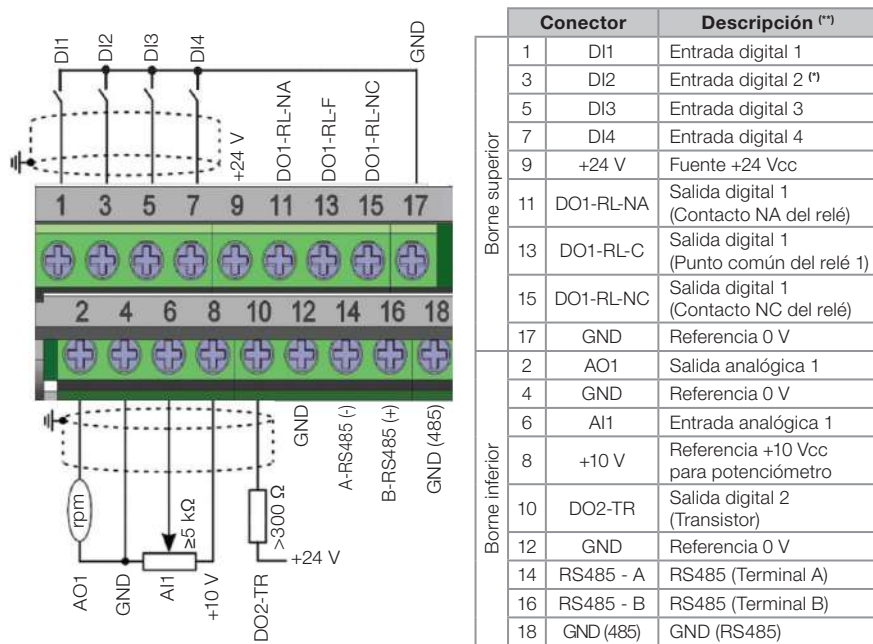 DI1
DI2
DI3
DI4
GND
+24 V
DO1-RL-NA
DO1-RL-F
DO1-RL-NC
1 3 5 7 9 11 13 15 17
2 4 6 8 10 12 14 16 18
GND
A-RS485 (-)
B-RS485 (+)
GND (485)
rpm
≥5 kΩ
>300 Ω
+24 V
AO1
GND
AI1
+10 V
DO2-TR
Conector Descripción (**)
Borne superior
1 DI1 Entrada digital 1
3 DI2 Entrada digital 2 (*)
5 DI3 Entrada digital 3
7 DI4 Entrada digital 4
9 +24 V Fuente +24 Vcc
11 DO1-RL-NA Salida digital 1
(Contacto NA del relé)
13 DO1-RL-C Salida digital 1
(Punto común del relé 1)
15 DO1-RL-NC Salida digital 1
(Contacto NC del relé)
17 GND Referencia 0 V
Borne inferior
2 AO1 Salida analógica 1
4 GND Referencia 0 V
6 AI1 Entrada analógica 1
8 +10 V Referencia +10 Vcc
para potenciómetro
10 DO2-TR Salida digital 2
(Transistor)
12 GND Referencia 0 V
14 RS485 - A RS485 (Terminal A)
16 RS485 - B RS485 (Terminal B)
18 GND (485) GND (RS485)